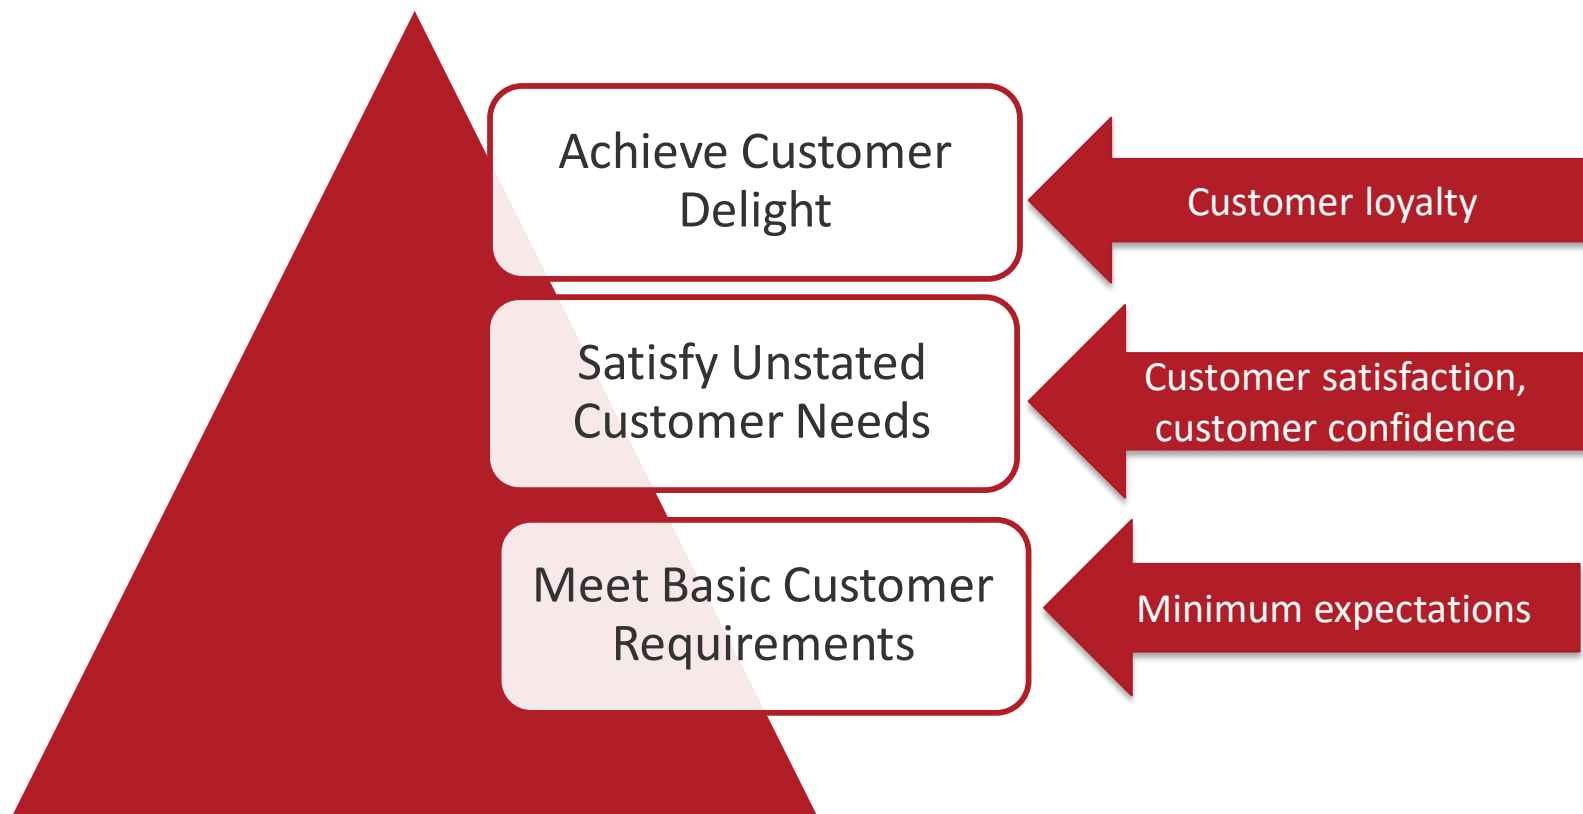 Achieve Customer
Delight
Customer loyalty
Satisfy Unstated
Customer Needs
Customer satisfaction,
customer confidence
Meet Basic Customer
Requirements
Minimum expectations